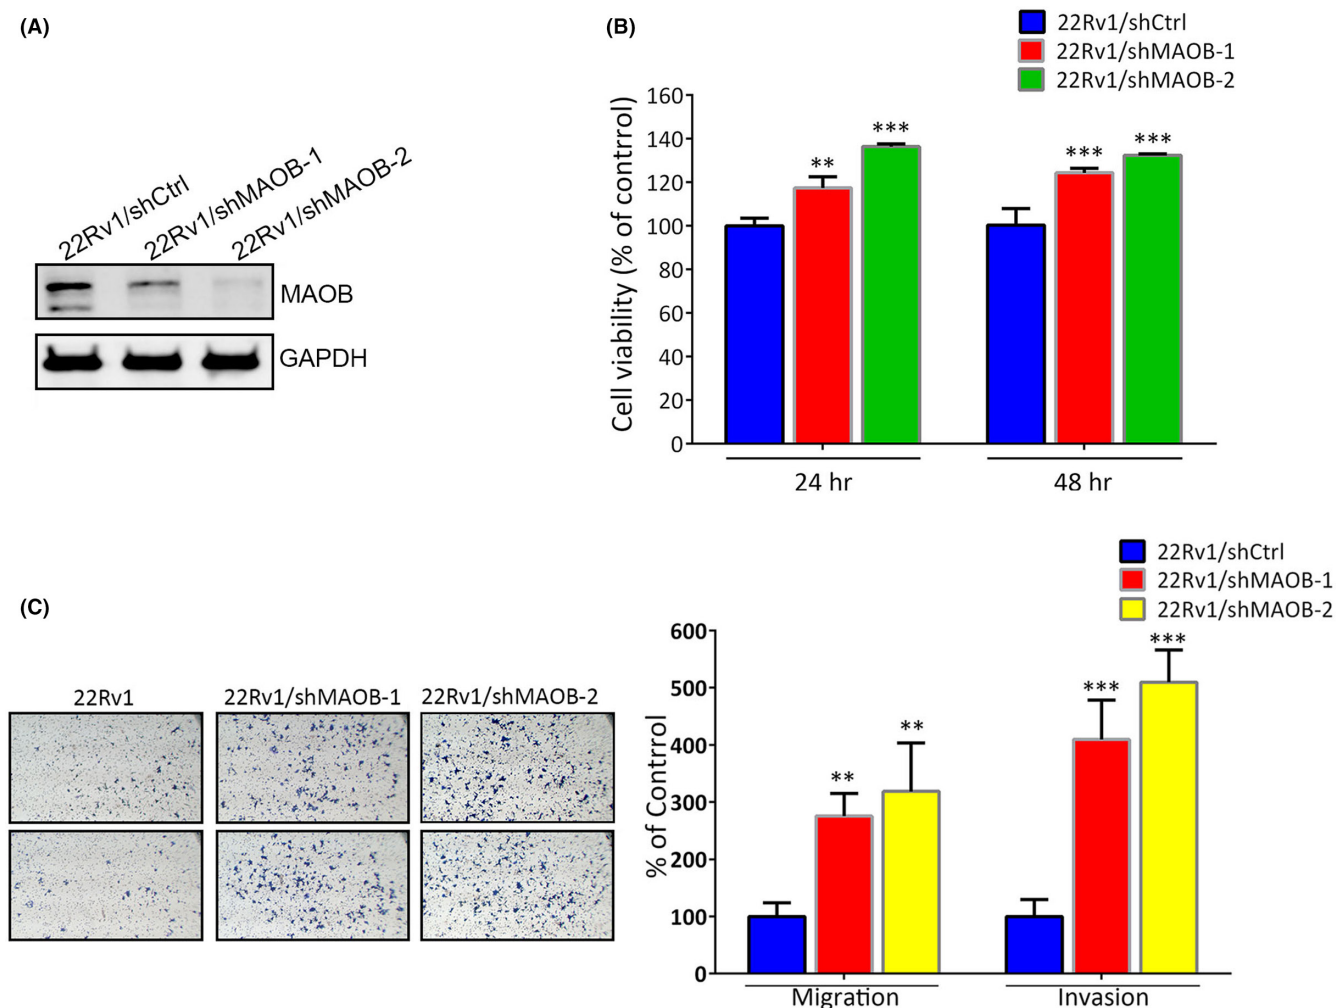 (A)
22Rv1/shCtrl
22Rv1/shMAOB-1
22Rv1/shMAOB-2
MAOB
GAPDH
(B)
22Rv1/shCtrl
22Rv1/shMAOB-1
22Rv1/shMAOB-2
Cell viability (% of contrrol)
160
140
120
100
80
60
40
20
0
**
***
***
***
24 hr
48 hr
(C)
22Rv1
22Rv1/shMAOB-1
22Rv1/shMAOB-2
22Rv1/shCtrl
22Rv1/shMAOB-1
22Rv1/shMAOB-2
% of Contrrol
600
500
400
300
200
100
0
**
**
***
***
Migration
Invasion